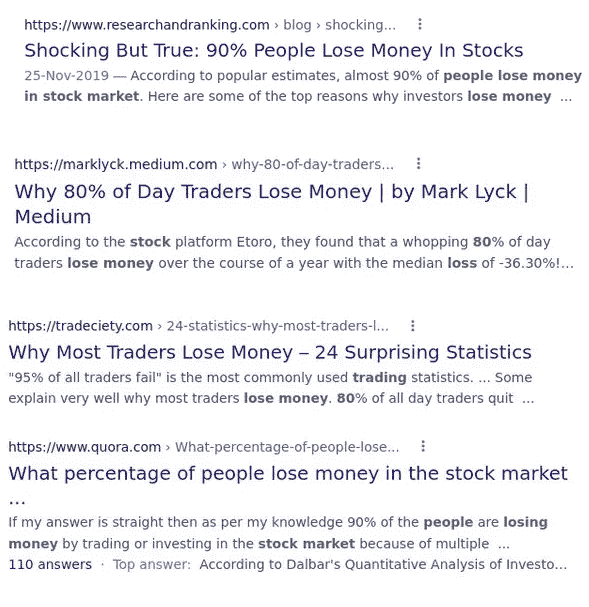 https://www.researchandranking.com › blog › shocking...
Shocking But True: 90% People Lose Money In Stocks
25-Nov-2019 — According to popular estimates, almost 90% of people lose money
in stock market. Here are some of the top reasons why investors lose money ...
https://marklyck.medium.com › why-80-of-day-traders...
Why 80% of Day Traders Lose Money | by Mark Lyck |
Medium
According to the stock platform Etoro, they found that a whopping 80% of day
traders lose money over the course of a year with the median loss of -36.30%!...
https://tradeciety.com › 24-statistics-why-most-traders-l...
Why Most Traders Lose Money – 24 Surprising Statistics
"95% of all traders fail" is the most commonly used trading statistics. ... Some
explain very well why most traders lose money. 80% of all day traders quit ...
https://www.quora.com › What-percentage-of-people-lose...
What percentage of people lose money in the stock market
...
If my answer is straight then as per my knowledge 90% of the people are losing
money by trading or investing in the stock market because of multiple ...
110 answers · Top answer: According to Dalbar's Quantitative Analysis of Investo...